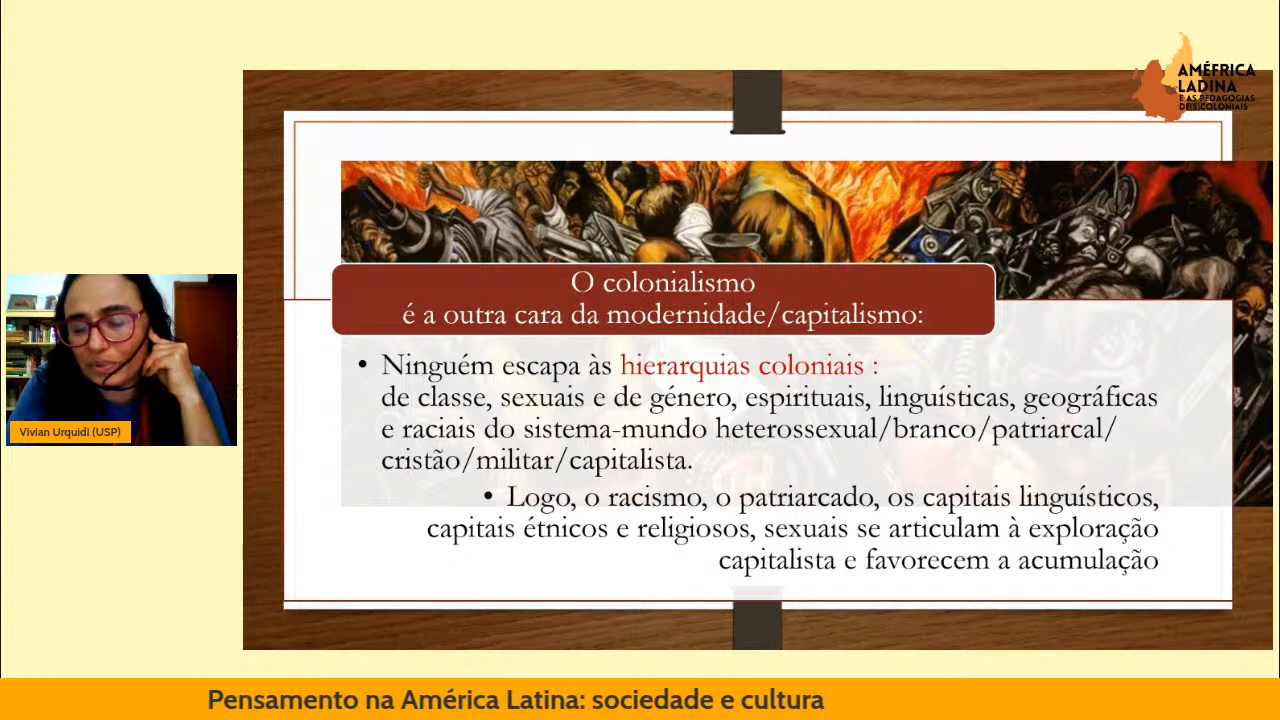 AMÉFRICA
LADINA
E AS PEDAGOGIAS
DE(S)COLONIAIS
O colonialismo
é a outra cara da modernidade/capitalismo:
• Ninguém escapa às hierarquias coloniais :
de classe, sexuais e de género, espirituais, linguísticas, geográficas
e raciais do sistema-mundo heterossexual/branco/patriarcal/
cristão/militar/capitalista.
• Logo, o racismo, o patriarcado, os capitais linguísticos,
capitais étnicos e religiosos, sexuais se articulam à exploração
capitalista e favorecem a acumulação
Vivian Urquidi (USP)
Pensamento na América Latina: sociedade e cultura